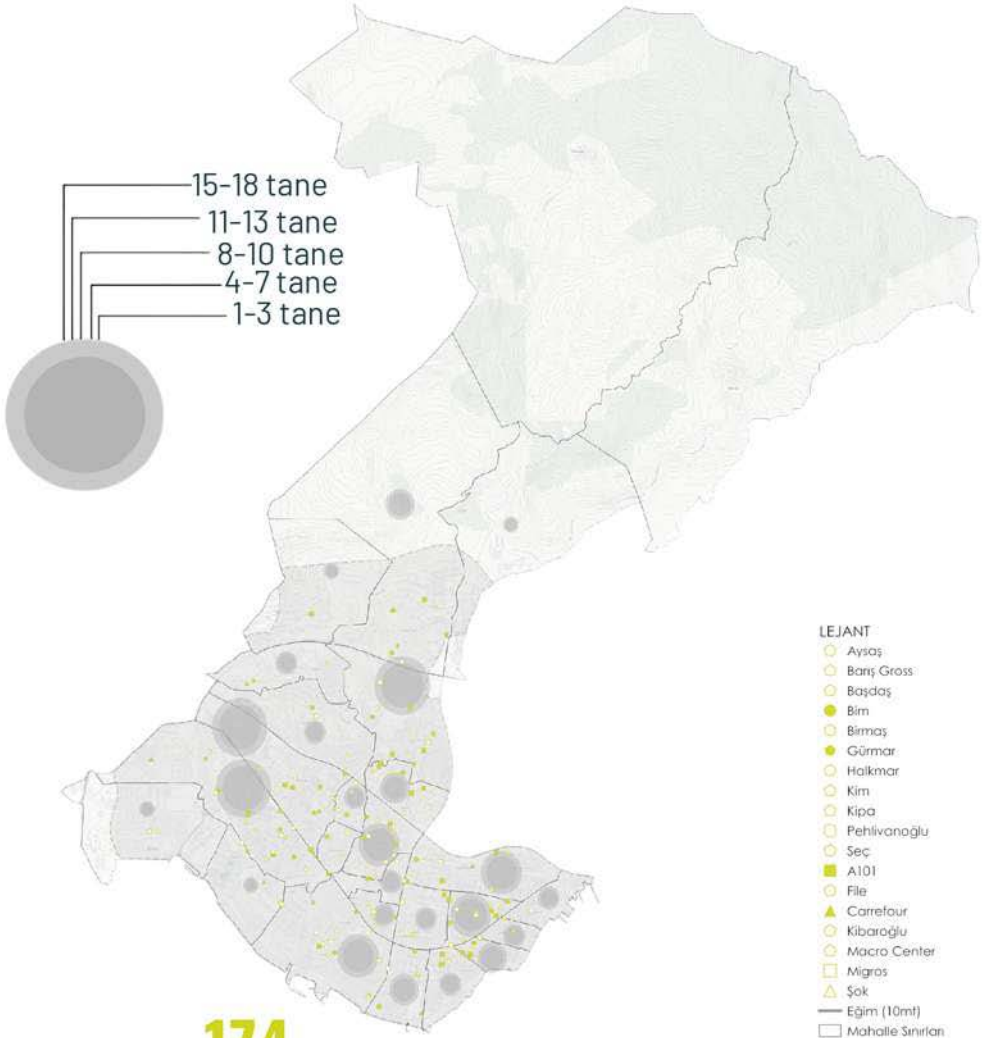 15-18 tane
11-13 tane
8-10 tane
4-7 tane
1-3 tane
LEJANT
Aysaş
Barış Gross
Başdaş
Bim
Birmaş
Gürmar
Halkmar
Kim
Kipa
Pehlivanoğlu
Seç
A101
File
Carrefour
Kibaroğlu
Macro Center
Migros
Şok
Eğim (10mt)
Mahalle Sınırları
174